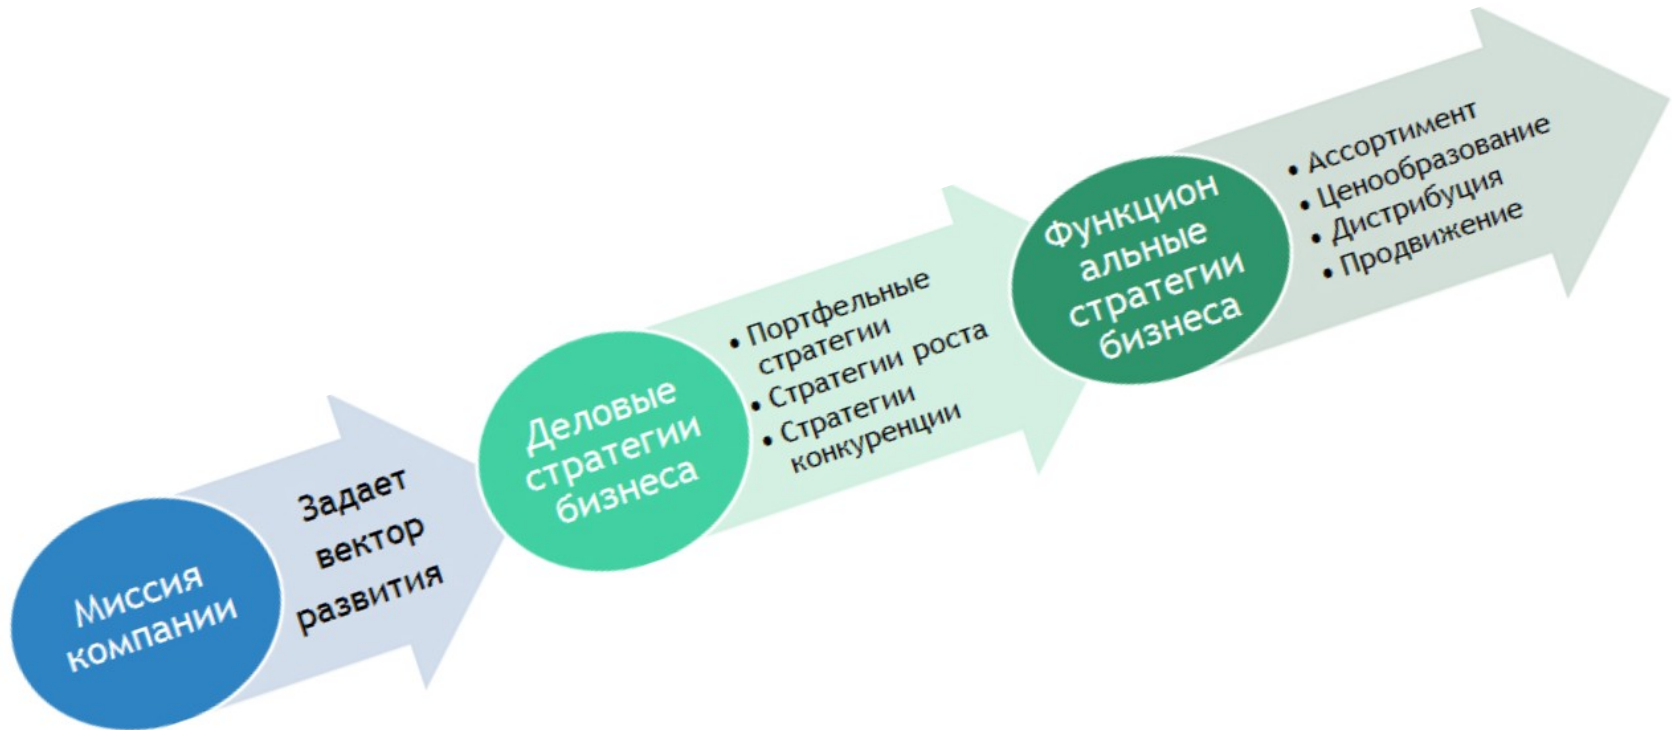 Миссия
компании
Задает
вектор
развития
Деловые
стратегии
бизнеса
• Портфельные
стратегии
• Стратегии роста
• Стратегии
конкуренции
Функцион
альные
стратегии
бизнеса
• Ассортимент
• Ценообразование
• Дистрибуция
• Продвижение